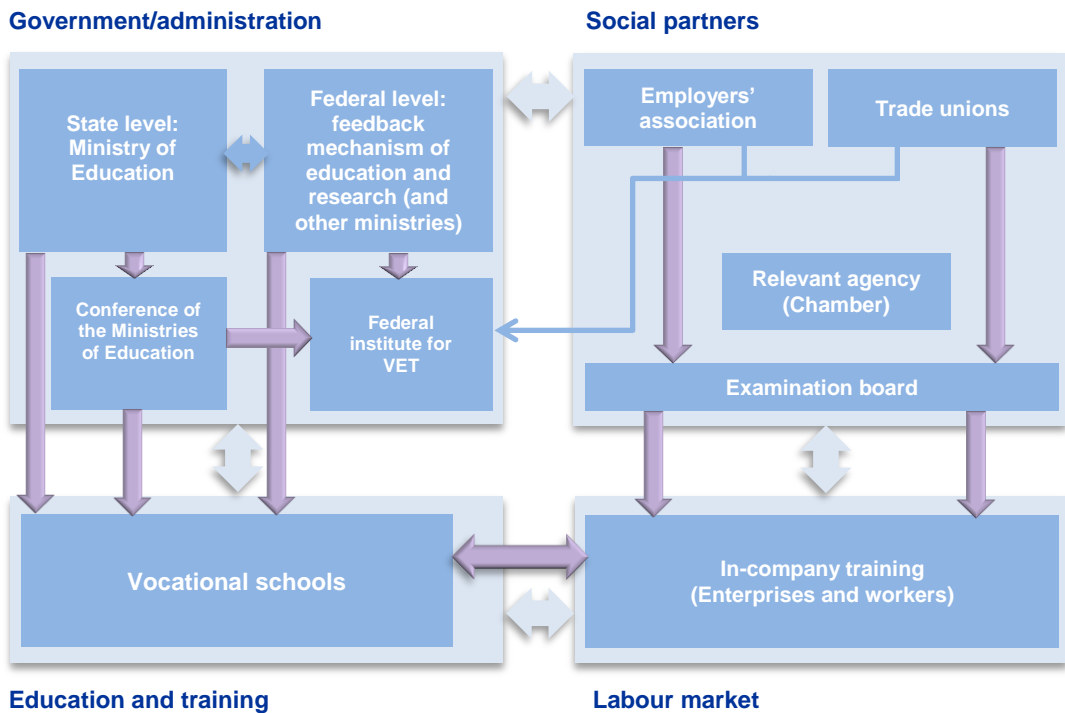 Government/administration
Social partners
State level:
Ministry of
Education
Federal level:
feedback
mechanism of
education and
research (and
other ministries)
Employers'
association
Trade unions
Conference of
the Ministries
of Education
Federal
institute for
VET
Relevant agency
(Chamber)
Examination board
Vocational schools
In-company training
(Enterprises and workers)
Education and training
Labour market